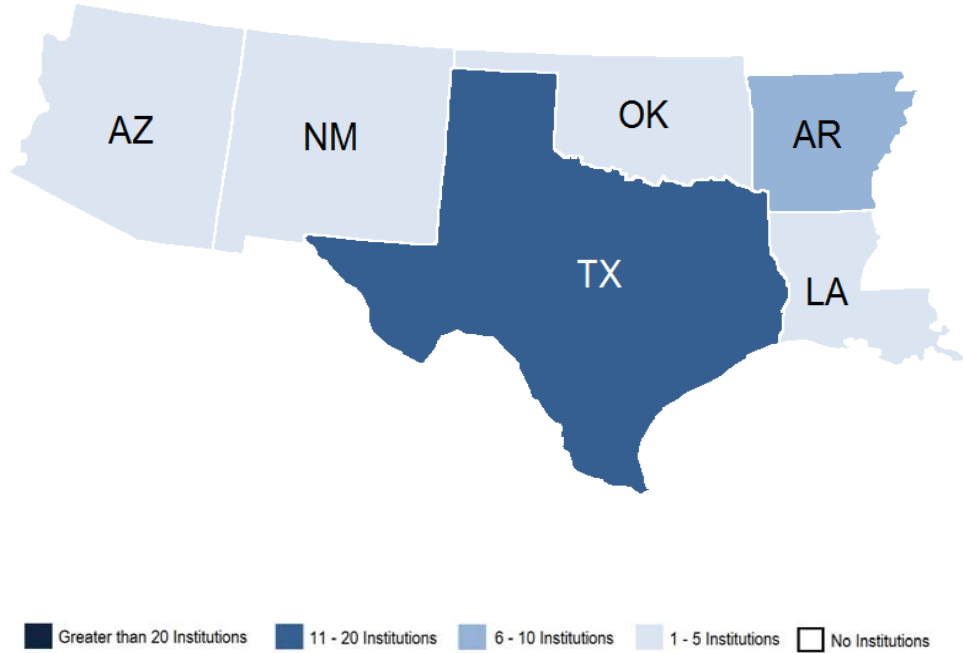 AZ
NM
OK
AR
TX
LA
Greater than 20 Institutions
11 - 20 Institutions
6 - 10 Institutions
1 - 5 Institutions
No Institutions